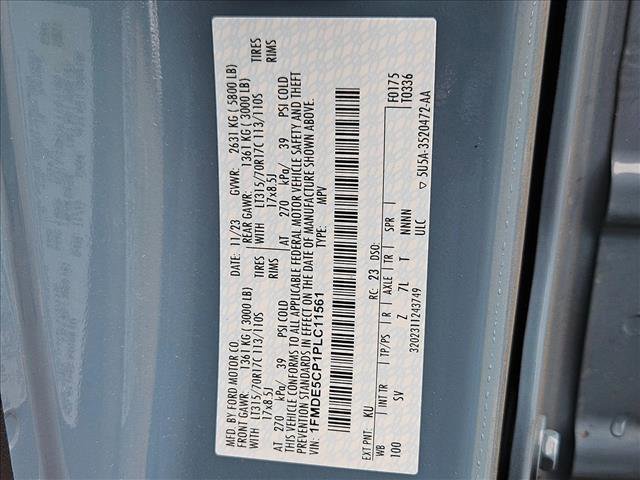 MFD. BY FORD MOTOR CO.
DATE: 11/23 GVWR: 2631 KG ( 5800 LB)
FRONT GAWR: 1361 KG ( 3000 LB) REAR GAWR: 1361 KG ( 3000 LB)
WITH LT315/70R17C 113/110S TIRES WITH LT315/70R17C 113/110S TIRES
17x8.5J RIMS 17x8.5J RIMS
AT 270 kPa/ 39 PSI COLD AT 270 kPa/ 39 PSI COLD
THIS VEHICLE CONFORMS TO ALL APPLICABLE FEDERAL MOTOR VEHICLE SAFETY AND THEFT
PREVENTION STANDARDS IN EFFECT ON THE DATE OF MANUFACTURE SHOWN ABOVE.
VIN: 1FMDE5CP1PLC11561
TYPE: MPV
F0175
T0336
EXT PNT: KU RC: 23 DSO:
WB INT TR TP/PS R AXLE TR SPR
100 SV Z 7L T NNNN
ULC
▽ 5U5A-3520472-AA
3202311243749